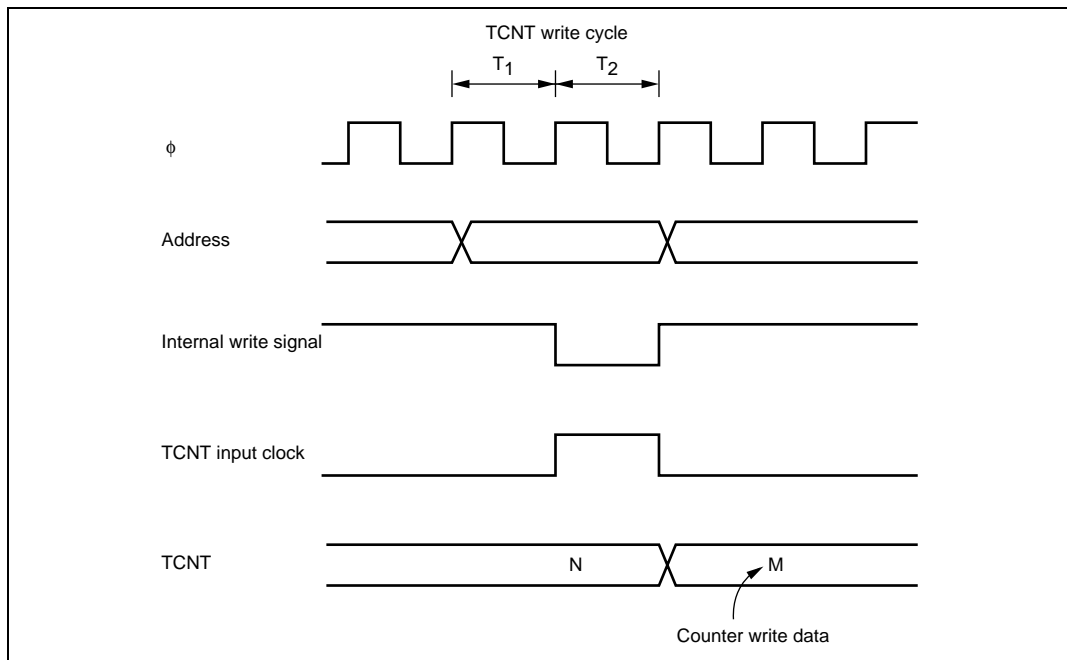 TCNT write cycle
T1 T2
ϕ
Address
Internal write signal
TCNT input clock
TCNT
N M
Counter write data